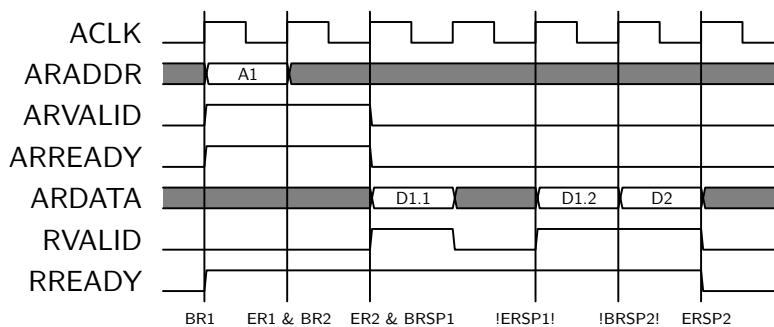 ACLK
ARADDR A1
ARVALID
ARREADY
ARDATA D1.1 D1.2 D2
RVALID
RREADY
BR1 ER1 & BR2 ER2 & BRSP1 !ERSP1! !BRSP2! ERSP2